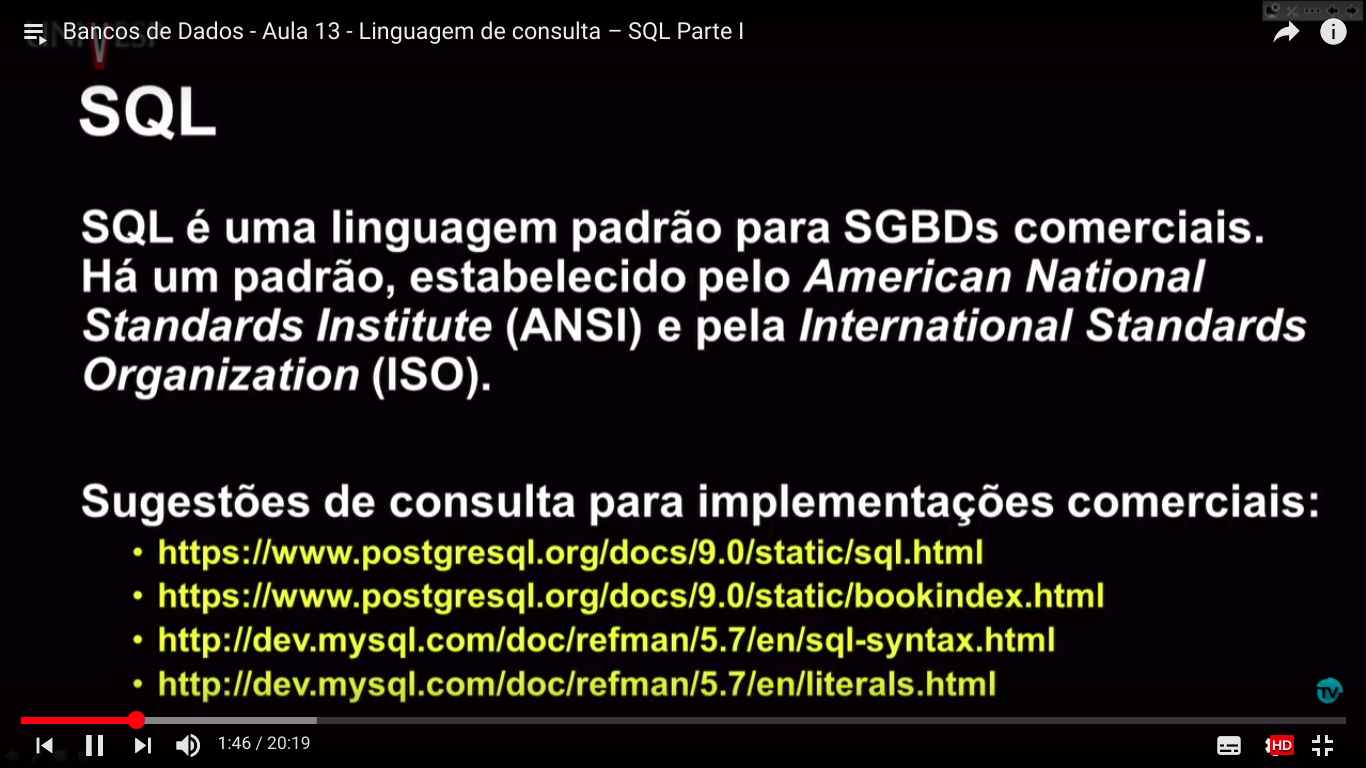 Bancos de Dados - Aula 13 - Linguagem de consulta – SQL Parte I
SQL
SQL é uma linguagem padrão para SGBDs comerciais.
Há um padrão, estabelecido pelo American National
Standards Institute (ANSI) e pela International Standards
Organization (ISO).
Sugestões de consulta para implementações comerciais:
• https://www.postgresql.org/docs/9.0/static/sql.html
• https://www.postgresql.org/docs/9.0/static/bookindex.html
• http://dev.mysql.com/doc/refman/5.7/en/sql-syntax.html
• http://dev.mysql.com/doc/refman/5.7/en/literals.html
TV
1:46 / 20:19
HD